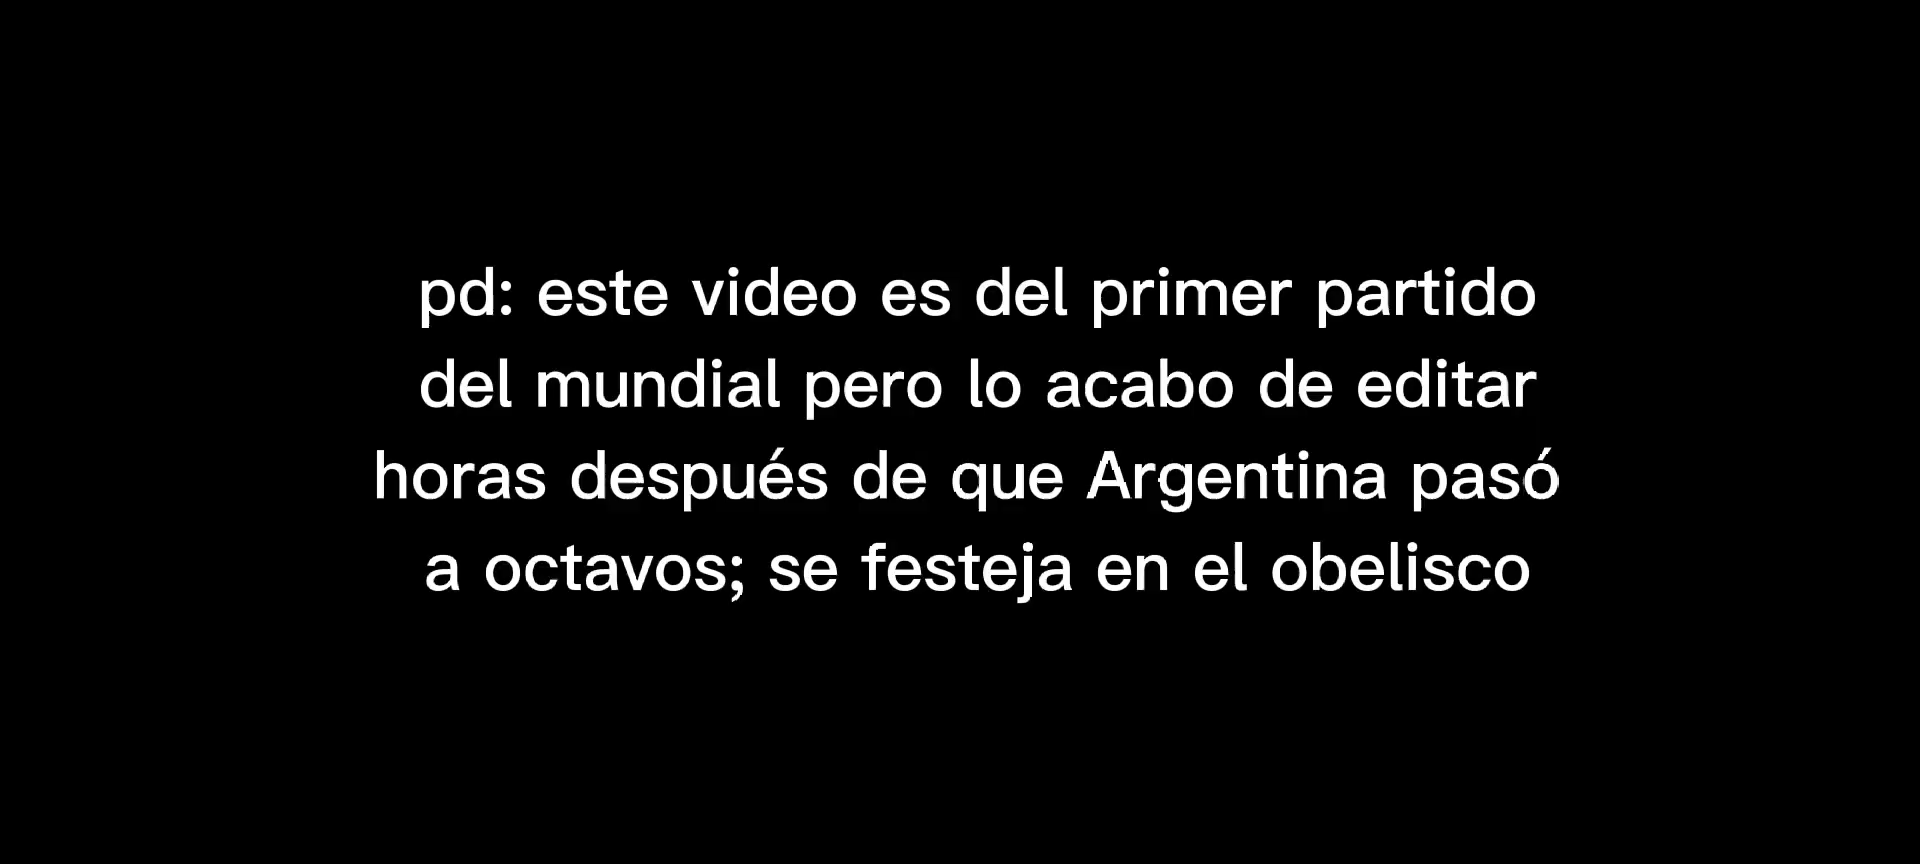 pd: este video es del primer partido
del mundial pero lo acabo de editar
horas después de que Argentina pasó
a octavos; se festeja en el obelisco